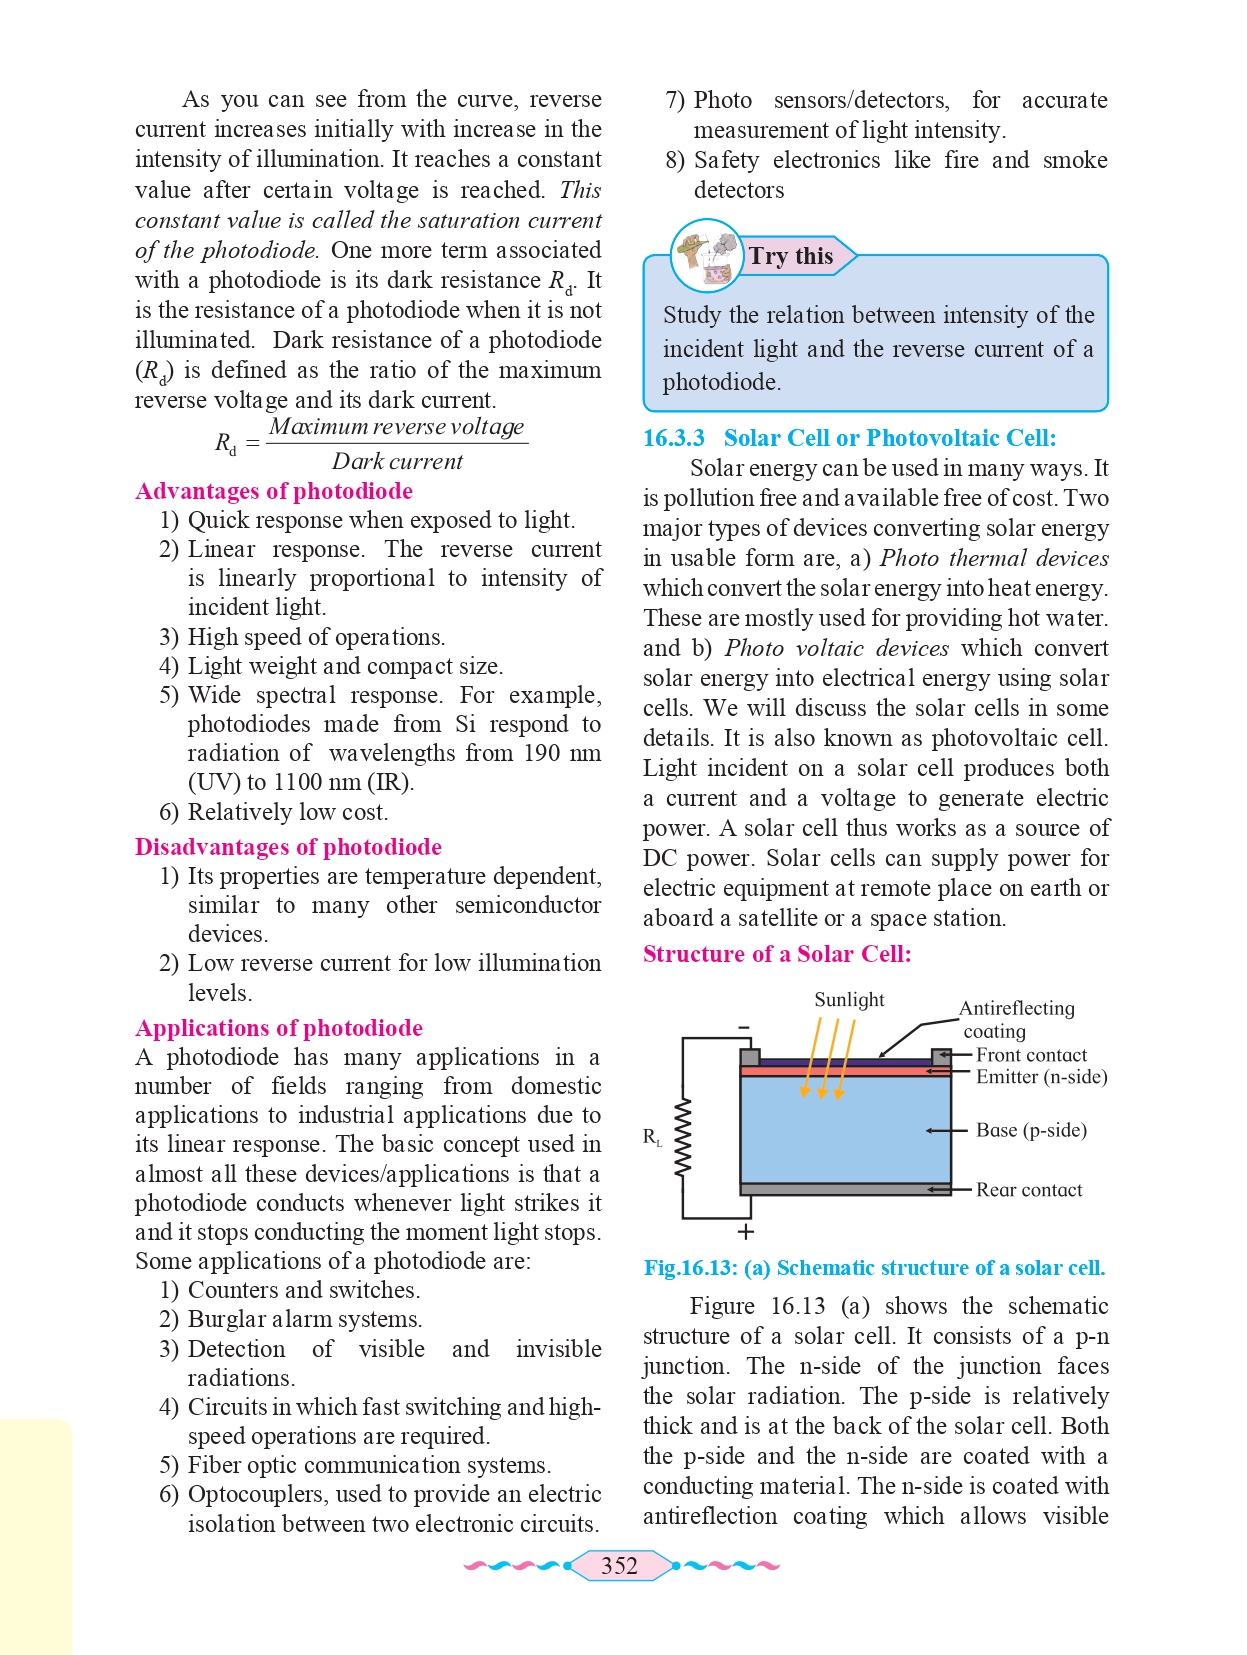 As you can see from the curve, reverse
current increases initially with increase in the
intensity of illumination. It reaches a constant
value after certain voltage is reached. This
constant value is called the saturation current
of the photodiode. One more term associated
with a photodiode is its dark resistance Rd. It
is the resistance of a photodiode when it is not
illuminated. Dark resistance of a photodiode
(Rd) is defined as the ratio of the maximum
reverse voltage and its dark current.
Rd = Maximum reverse voltage
Dark current
Advantages of photodiode
1) Quick response when exposed to light.
2) Linear response. The reverse current
is linearly proportional to intensity of
incident light.
3) High speed of operations.
4) Light weight and compact size.
5) Wide spectral response. For example,
photodiodes made from Si respond to
radiation of wavelengths from 190 nm
(UV) to 1100 nm (IR).
6) Relatively low cost.
Disadvantages of photodiode
1) Its properties are temperature dependent,
similar to many other semiconductor
devices.
2) Low reverse current for low illumination
levels.
Applications of photodiode
A photodiode has many applications in a
number of fields ranging from domestic
applications to industrial applications due to
its linear response. The basic concept used in
almost all these devices/applications is that a
photodiode conducts whenever light strikes it
and it stops conducting the moment light stops.
Some applications of a photodiode are:
1) Counters and switches.
2) Burglar alarm systems.
3) Detection of visible and invisible
radiations.
4) Circuits in which fast switching and high-
speed operations are required.
5) Fiber optic communication systems.
6) Optocouplers, used to provide an electric
isolation between two electronic circuits.
7) Photo sensors/detectors, for accurate
measurement of light intensity.
8) Safety electronics like fire and smoke
detectors
Try this
Study the relation between intensity of the
incident light and the reverse current of a
photodiode.
16.3.3 Solar Cell or Photovoltaic Cell:
Solar energy can be used in many ways. It
is pollution free and available free of cost. Two
major types of devices converting solar energy
in usable form are, a) Photo thermal devices
which convert the solar energy into heat energy.
These are mostly used for providing hot water.
and b) Photo voltaic devices which convert
solar energy into electrical energy using solar
cells. We will discuss the solar cells in some
details. It is also known as photovoltaic cell.
Light incident on a solar cell produces both
a current and a voltage to generate electric
power. A solar cell thus works as a source of
DC power. Solar cells can supply power for
electric equipment at remote place on earth or
aboard a satellite or a space station.
Structure of a Solar Cell:
Sunlight
Antireflecting
coating
−
Front contact
Emitter (n-side)
RL
Base (p-side)
Rear contact
+
Fig.16.13: (a) Schematic structure of a solar cell.
Figure 16.13 (a) shows the schematic
structure of a solar cell. It consists of a p-n
junction. The n-side of the junction faces
the solar radiation. The p-side is relatively
thick and is at the back of the solar cell. Both
the p-side and the n-side are coated with a
conducting material. The n-side is coated with
antireflection coating which allows visible
352